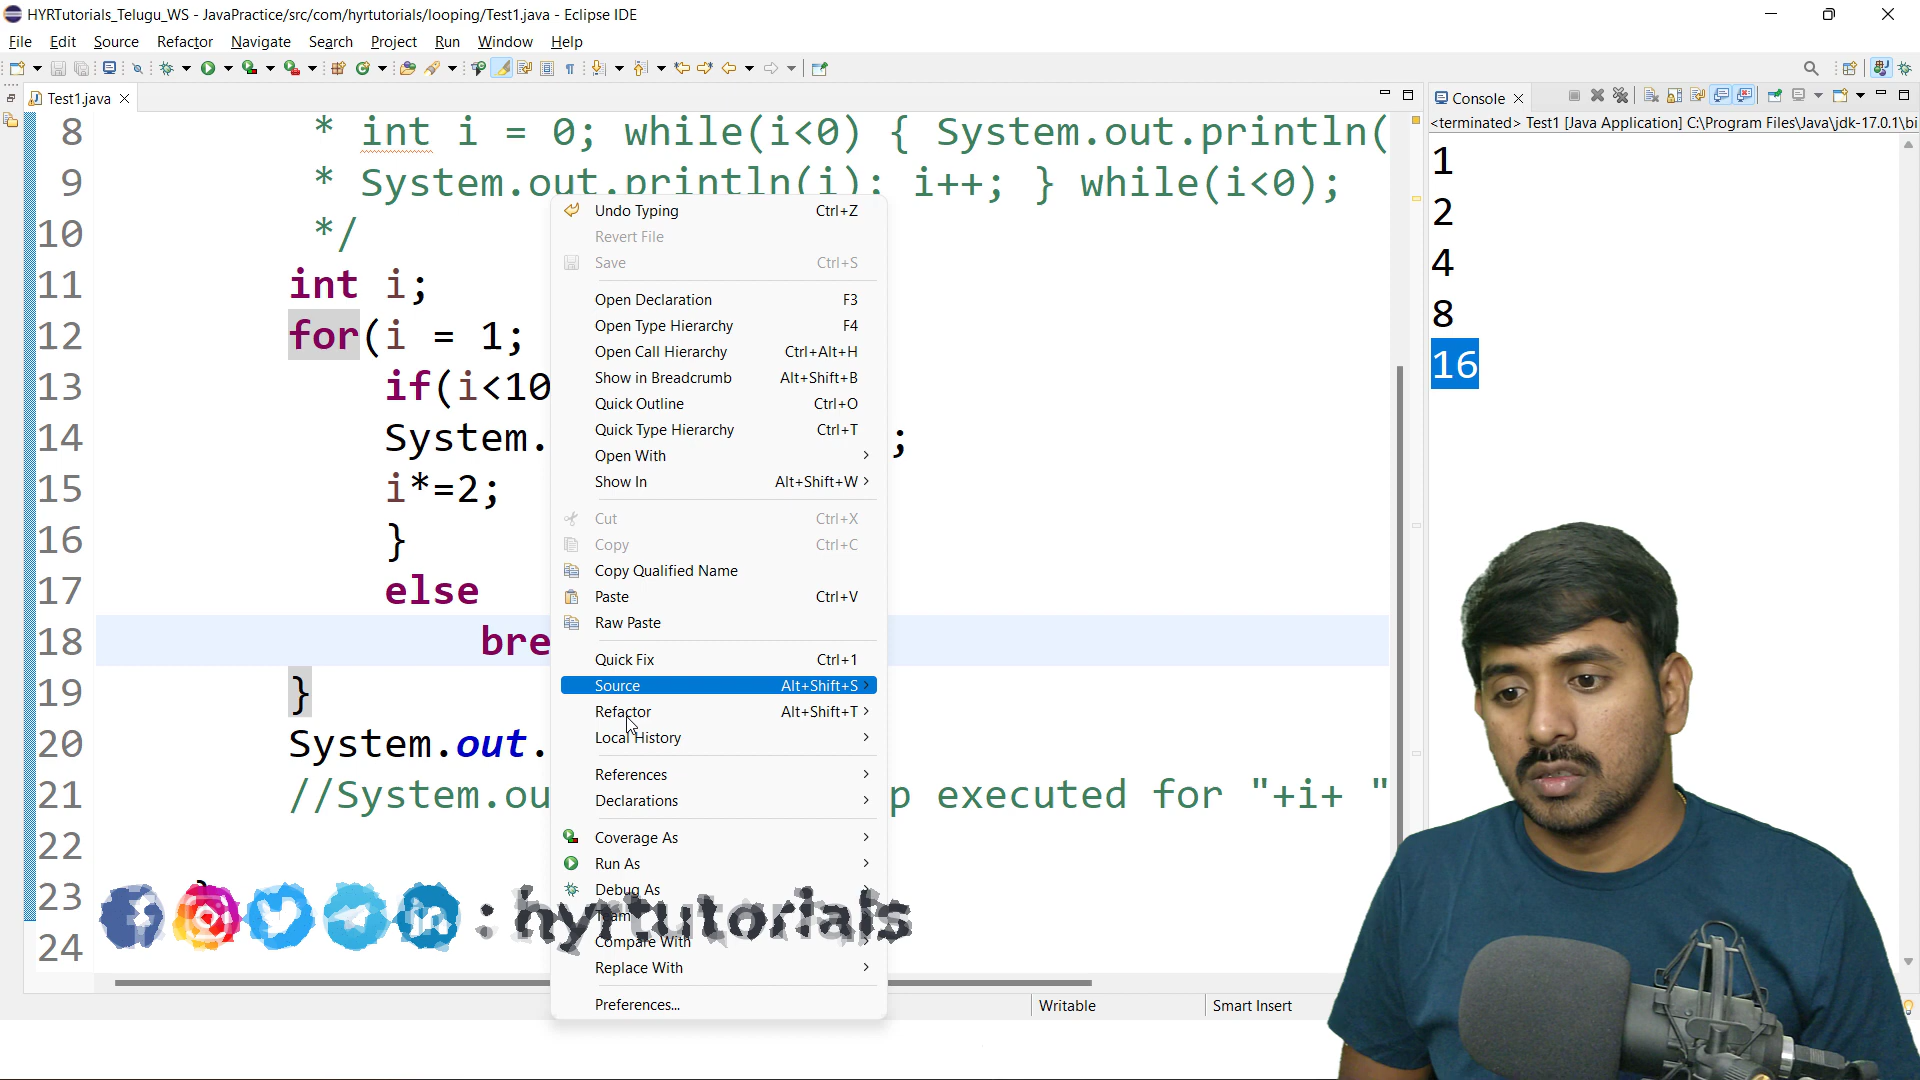 HYRTutorials_Telugu_WS - JavaPractice/src/com/hyrtutorials/looping/Test1.java - Eclipse IDE
File Edit Source Refactor Navigate Search Project Run Window Help
Test1.java
8 * int i = 0; while(i<0) { System.out.println(
9 * System.out.println(i); i++; } while(i<0);
10 */
11 int i;
12 for(i = 1;
13 if(i<10
14 System. ;
15 i*=2;
16 }
17 else
18 bre
19 }
20 System.out.
21 //System.ou p executed for "+i+ "
22
23
24
Undo Typing Ctrl+Z
Revert File
Save Ctrl+S
Open Declaration F3
Open Type Hierarchy F4
Open Call Hierarchy Ctrl+Alt+H
Show in Breadcrumb Alt+Shift+B
Quick Outline Ctrl+O
Quick Type Hierarchy Ctrl+T
Open With
Show In Alt+Shift+W
Cut Ctrl+X
Copy Ctrl+C
Copy Qualified Name
Paste Ctrl+V
Raw Paste
Quick Fix Ctrl+1
Source Alt+Shift+S
Refactor Alt+Shift+T
Local History
References
Declarations
Coverage As
Run As
Debug As
Team
Compare With
Replace With
Preferences...
: hyrtutorials
Writable Smart Insert
Console
<terminated> Test1 [Java Application] C:\Program Files\Java\jdk-17.0.1\bi
1
2
4
8
16